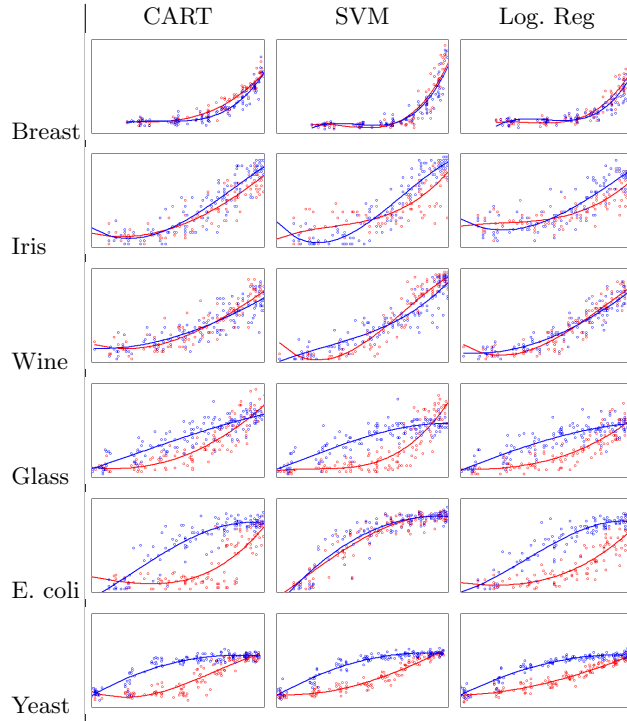 CART SVM Log. Reg
Breast
Iris
Wine
Glass
E. coli
Yeast